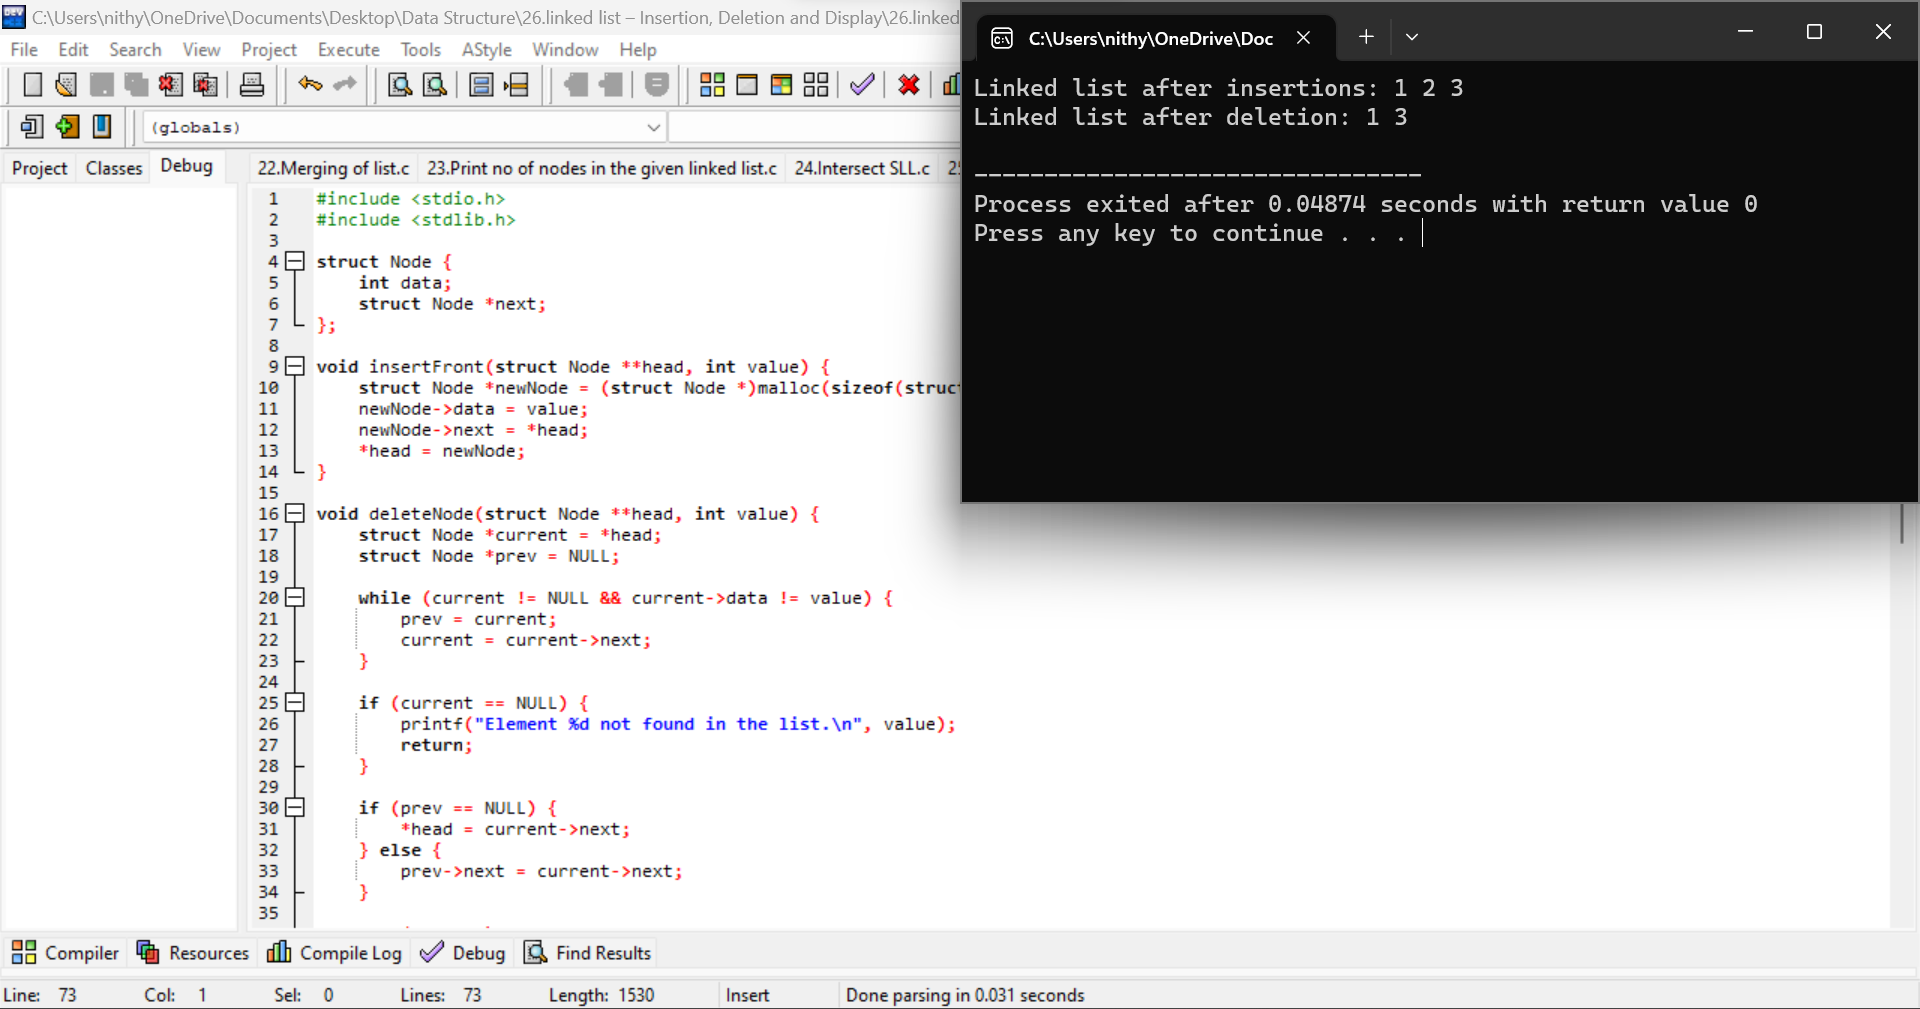 C:\Users\nithy\OneDrive\Documents\Desktop\Data Structure\26.linked list – Insertion, Deletion and Display\26.linked
File Edit Search View Project Execute Tools AStyle Window Help
(globals)
Project Classes Debug
22.Merging of list.c 23.Print no of nodes in the given linked list.c 24.Intersect SLL.c
1 #include <stdio.h>
2 #include <stdlib.h>
3
4 struct Node {
5 int data;
6 struct Node *next;
7 };
8
9 void insertFront(struct Node **head, int value) {
10 struct Node *newNode = (struct Node *)malloc(sizeof(struct
11 newNode->data = value;
12 newNode->next = *head;
13 *head = newNode;
14 }
15
16 void deleteNode(struct Node **head, int value) {
17 struct Node *current = *head;
18 struct Node *prev = NULL;
19
20 while (current != NULL && current->data != value) {
21 prev = current;
22 current = current->next;
23 }
24
25 if (current == NULL) {
26 printf("Element %d not found in the list.\n", value);
27 return;
28 }
29
30 if (prev == NULL) {
31 *head = current->next;
32 } else {
33 prev->next = current->next;
34 }
35
C:\Users\nithy\OneDrive\Doc
Linked list after insertions: 1 2 3
Linked list after deletion: 1 3
--------------------------------
Process exited after 0.04874 seconds with return value 0
Press any key to continue . . .
Compiler Resources Compile Log Debug Find Results
Line: 73 Col: 1 Sel: 0 Lines: 73 Length: 1530 Insert Done parsing in 0.031 seconds